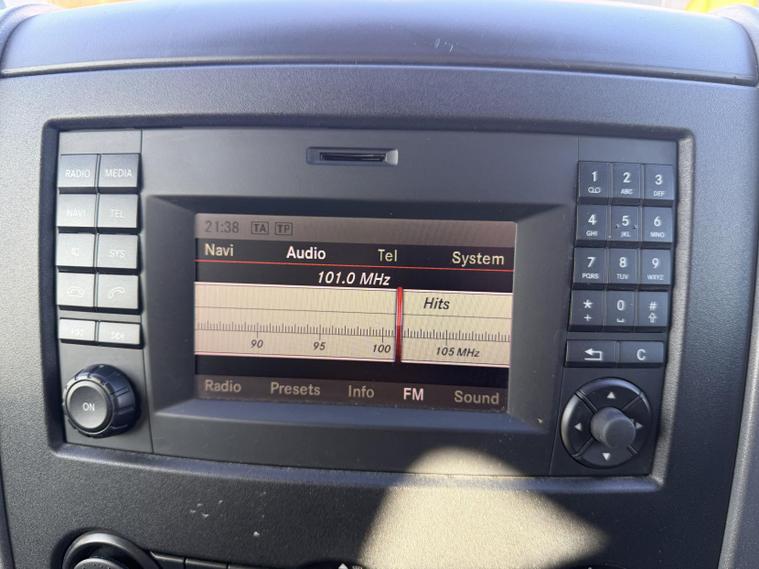 RADIO MEDIA
NAVI TEL
SYS
ON
21:38 TA TP
Navi Audio Tel System
101.0 MHz
Hits
90 95 100 105 MHz
Radio Presets Info FM Sound
1 2 3
ABC DEF
4 5 6
GHI JKL MNO
7 8 9
PQRS TUV WXYZ
* 0 #
+
C